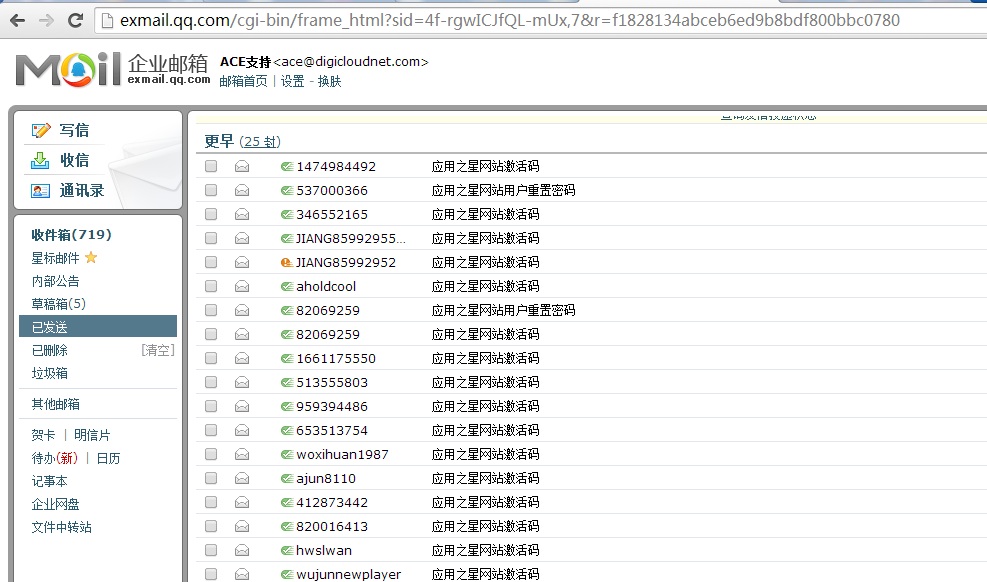 exmail.qq.com/cgi-bin/frame_html?sid=4f-rgwICJfQL-mUx,7&r=f1828134abceb6ed9b8bdf800bbc0780
Mail 企业邮箱 exmail.qq.com
ACE支持<ace@digicloudnet.com>
邮箱首页 | 设置 - 换肤
写信
收信
通讯录
收件箱(719)
星标邮件
内部公告
草稿箱(5)
已发送
已删除 [清空]
垃圾箱
其他邮箱
贺卡 | 明信片
待办(新) | 日历
记事本
企业网盘
文件中转站
查询发信投递状态
更早 (25 封)
1474984492 应用之星网站激活码
537000366 应用之星网站用户重置密码
346552165 应用之星网站激活码
JIANG85992955... 应用之星网站激活码
JIANG85992952 应用之星网站激活码
aholdcool 应用之星网站激活码
82069259 应用之星网站用户重置密码
82069259 应用之星网站激活码
1661175550 应用之星网站激活码
513555803 应用之星网站激活码
959394486 应用之星网站激活码
653513754 应用之星网站激活码
woxihuan1987 应用之星网站激活码
ajun8110 应用之星网站激活码
412873442 应用之星网站激活码
820016413 应用之星网站激活码
hwslwan 应用之星网站激活码
wujunnewplayer 应用之星网站激活码